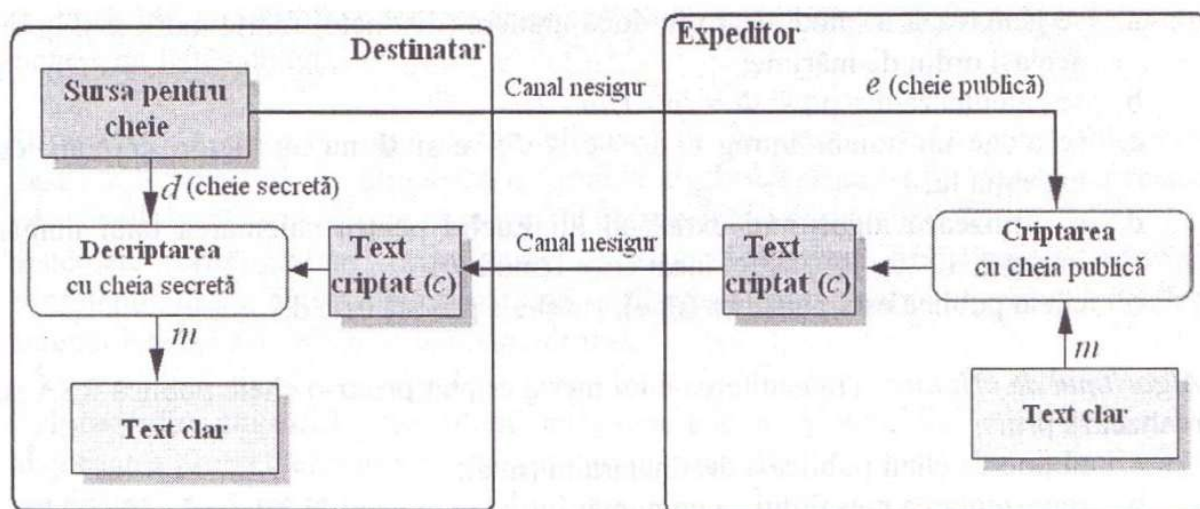 Destinatar
Expeditor
Sursa pentru
cheie
Canal nesigur
e (cheie publică)
d (cheie secretă)
Decriptarea
cu cheia secretă
Text
criptat (c)
Canal nesigur
Text
criptat (c)
Criptarea
cu cheia publică
m
m
Text clar
Text clar